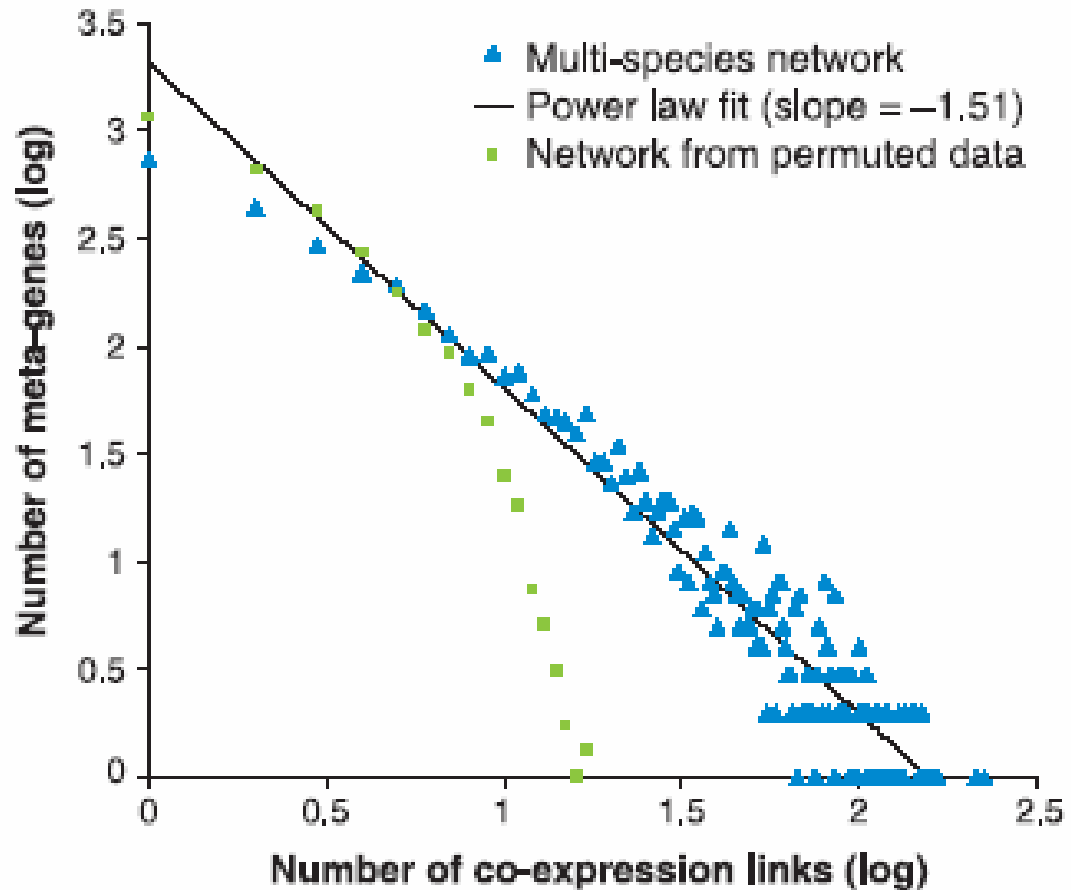 3.5
3
2.5
2
1.5
1
0.5
0
Number of meta-genes (log)
Multi-species network
Power law fit (slope = –1.51)
Network from permuted data
0 0.5 1 1.5 2 2.5
Number of co-expression links (log)